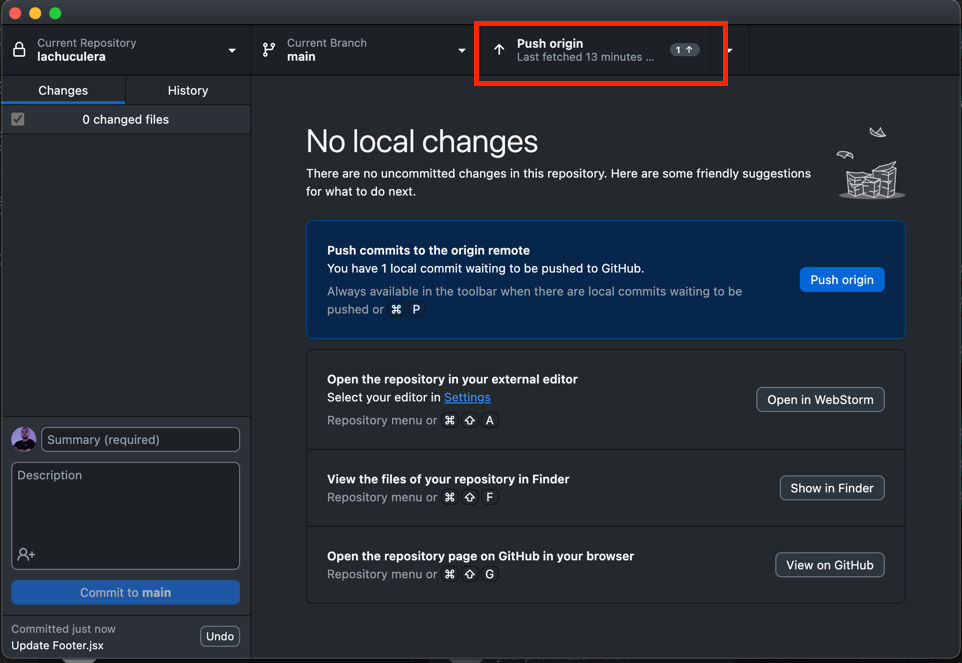 Current Repository
lachuculera
Current Branch
main
Push origin
Last fetched 13 minutes ...
1
Changes
History
0 changed files
No local changes
There are no uncommitted changes in this repository. Here are some friendly suggestions
for what to do next.
Push commits to the origin remote
You have 1 local commit waiting to be pushed to GitHub.
Always available in the toolbar when there are local commits waiting to be
pushed or ⌘ P
Push origin
Open the repository in your external editor
Select your editor in Settings
Repository menu or ⌘ ⇧ A
Open in WebStorm
View the files of your repository in Finder
Repository menu or ⌘ ⇧ F
Show in Finder
Open the repository page on GitHub in your browser
Repository menu or ⌘ ⇧ G
View on GitHub
Summary (required)
Description
Commit to main
Committed just now
Update Footer.jsx
Undo